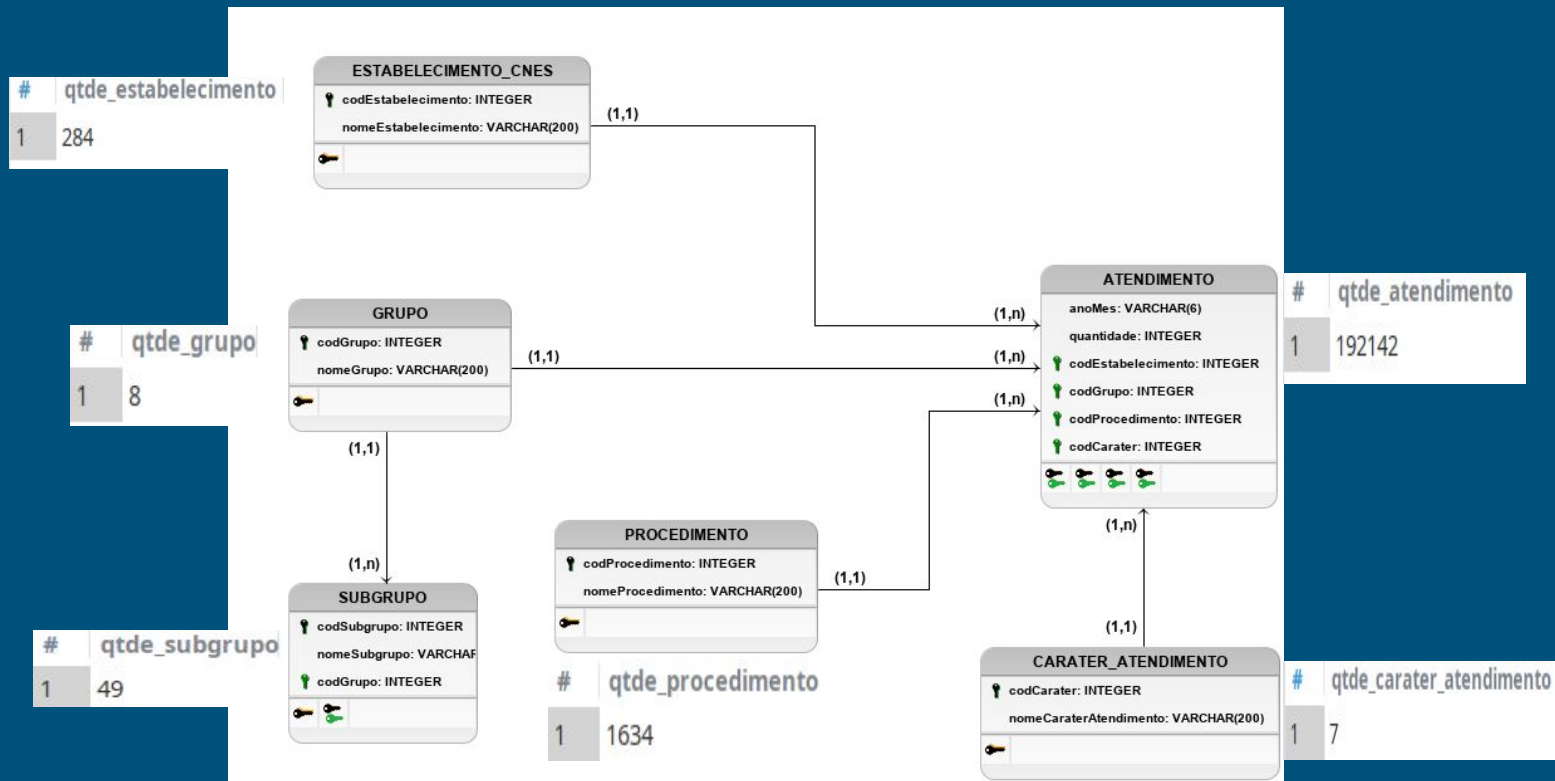 ESTABELECIMENTO_CNES
codEstabelecimento: INTEGER
nomeEstabelecimento: VARCHAR(200)
# qtde_estabelecimento
1 284
(1,1)
ATENDIMENTO
anoMes: VARCHAR(6)
quantidade: INTEGER
codEstabelecimento: INTEGER
codGrupo: INTEGER
codProcedimento: INTEGER
codCarater: INTEGER
(1,n)
(1,n)
(1,n)
# qtde_atendimento
1 192142
GRUPO
codGrupo: INTEGER
nomeGrupo: VARCHAR(200)
# qtde_grupo
1 8
(1,1)
(1,1)
(1,n)
SUBGRUPO
codSubgrupo: INTEGER
nomeSubgrupo: VARCHAR
codGrupo: INTEGER
# qtde_subgrupo
1 49
PROCEDIMENTO
codProcedimento: INTEGER
nomeProcedimento: VARCHAR(200)
(1,1)
# qtde_procedimento
1 1634
(1,n)
(1,1)
CARATER_ATENDIMENTO
codCarater: INTEGER
nomeCaraterAtendimento: VARCHAR(200)
# qtde_carater_atendimento
1 7